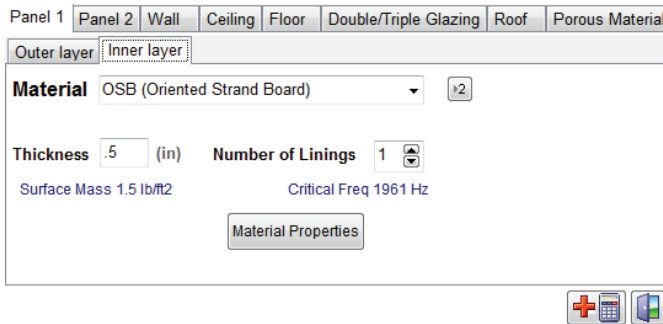 Panel 1 Panel 2 Wall Ceiling Floor Double/Triple Glazing Roof Porous Material
Outer layer Inner layer
Material OSB (Oriented Strand Board) 2
Thickness .5 (in) Number of Linings 1
Surface Mass 1.5 lb/ft2 Critical Freq 1961 Hz
Material Properties